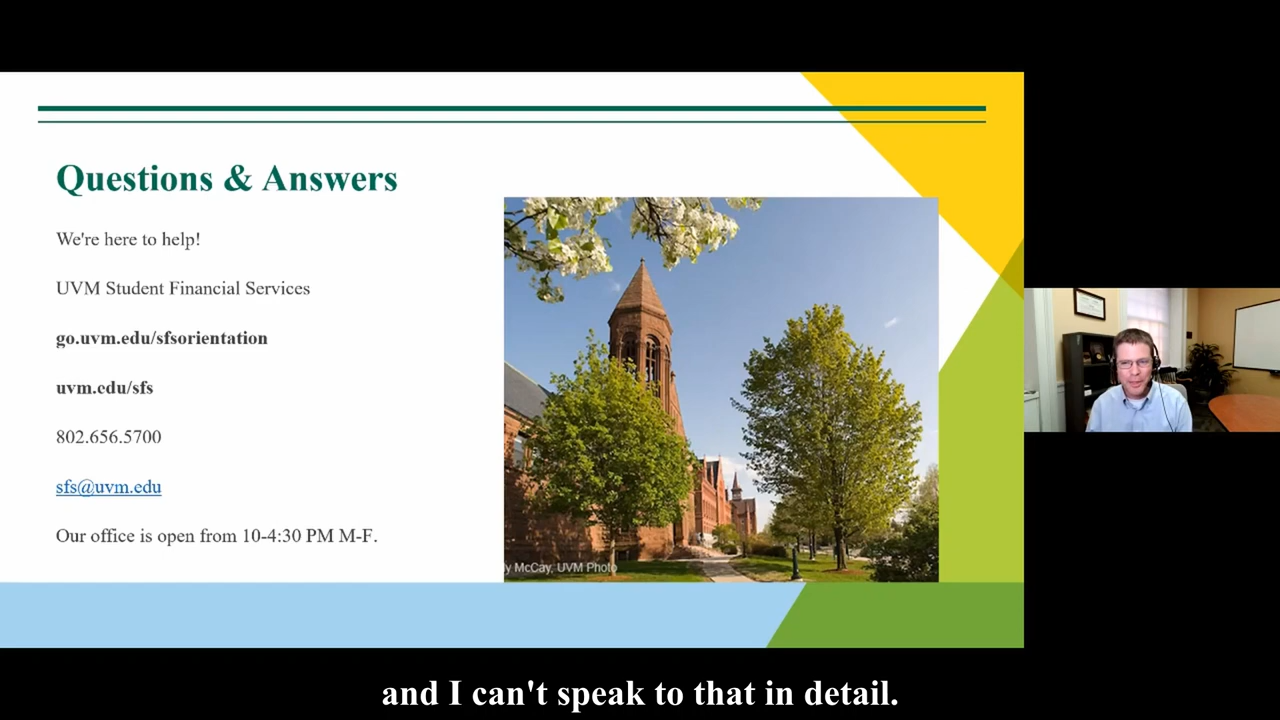 Questions & Answers
We're here to help!
UVM Student Financial Services
go.uvm.edu/sfsorientation
uvm.edu/sfs
802.656.5700
sfs@uvm.edu
Our office is open from 10-4:30 PM M-F.
McCay, UVM Photo
and I can't speak to that in detail.